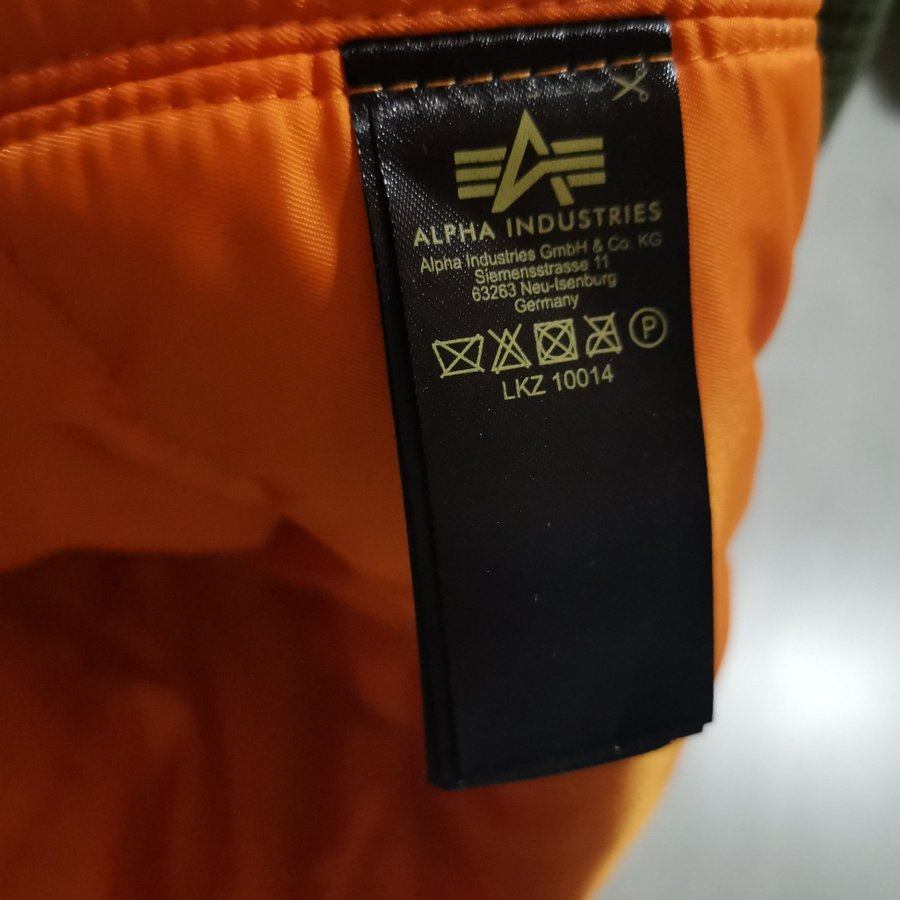 ALPHA INDUSTRIES
Alpha Industries GmbH & Co. KG
Siemensstrasse 11
63263 Neu-Isenburg
Germany
P
LKZ 10014